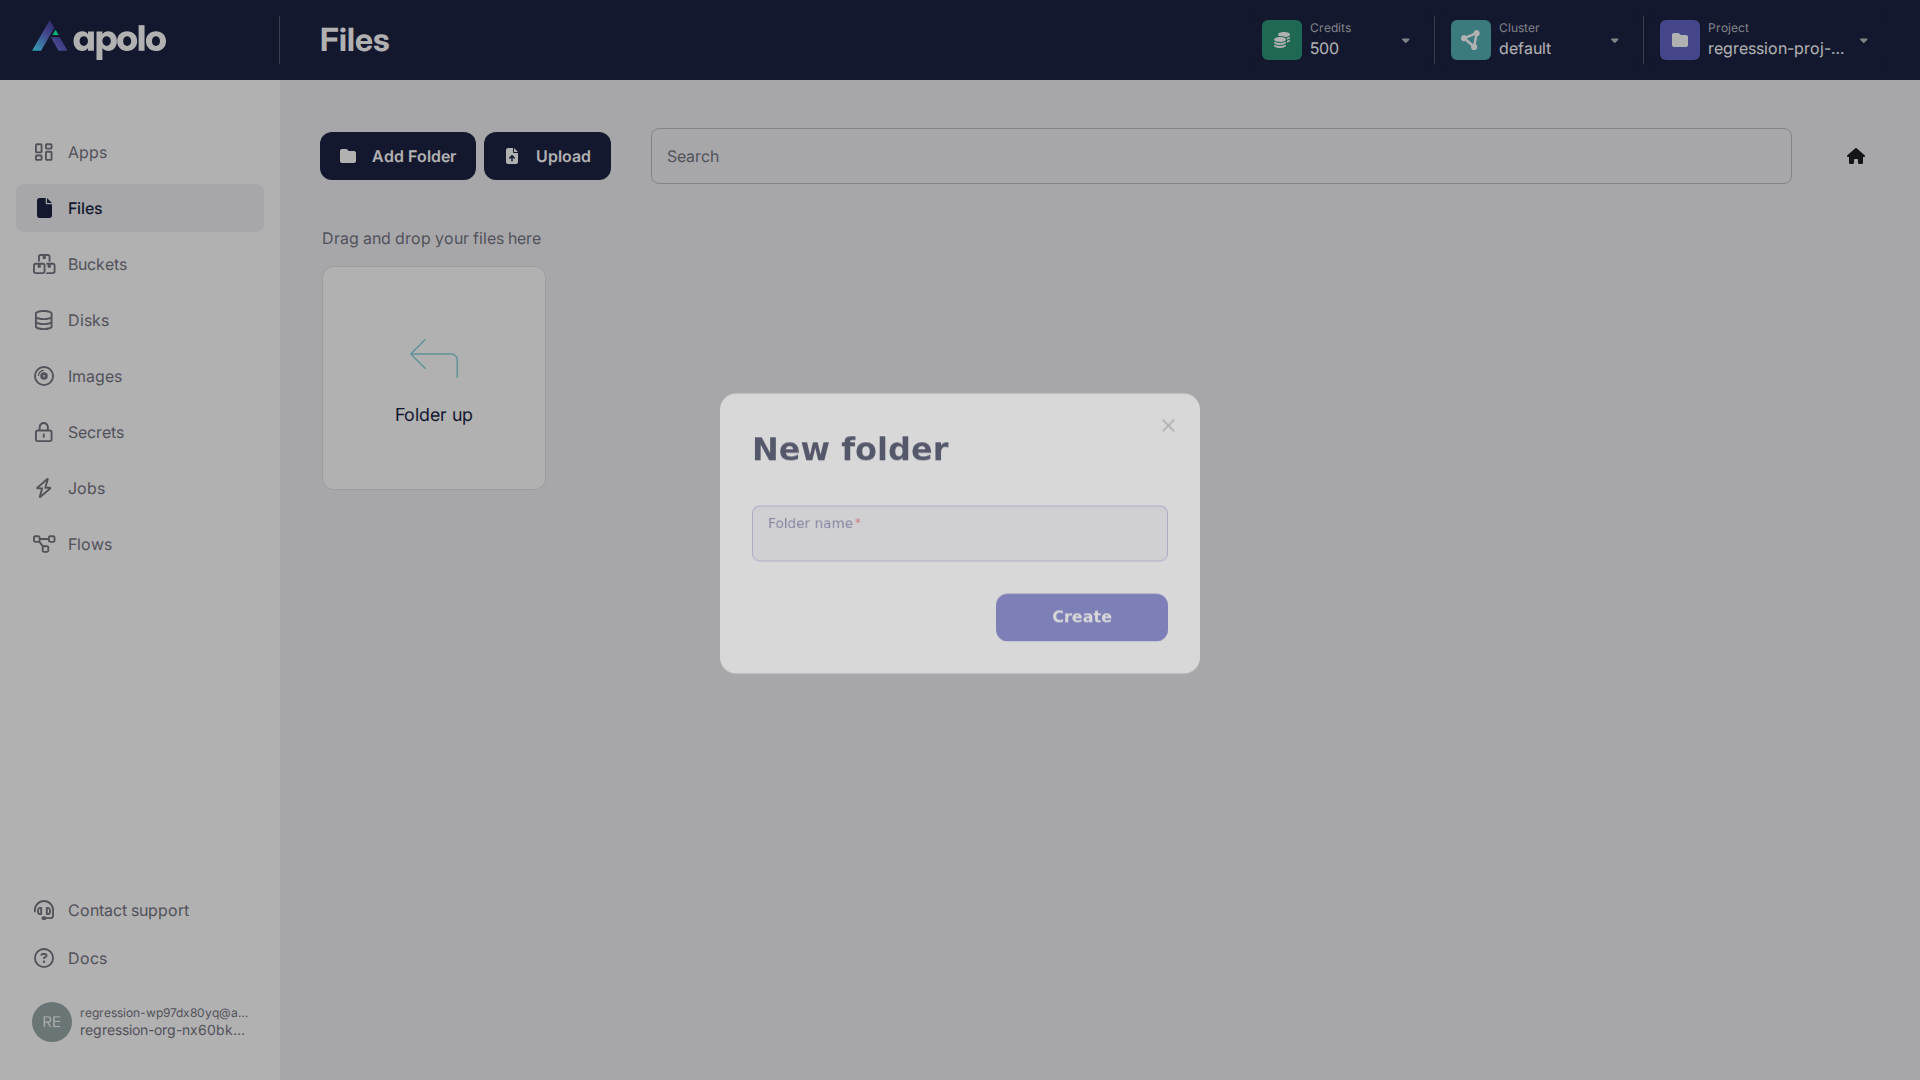 apolo
Files
Credits
500
Cluster
default
Project
regression-proj-...
Apps
Files
Buckets
Disks
Images
Secrets
Jobs
Flows
Contact support
Docs
RE
regression-wp97dx80yq@a...
regression-org-nx60bk...
Add Folder
Upload
Search
Drag and drop your files here
Folder up
New folder
Folder name*
Create